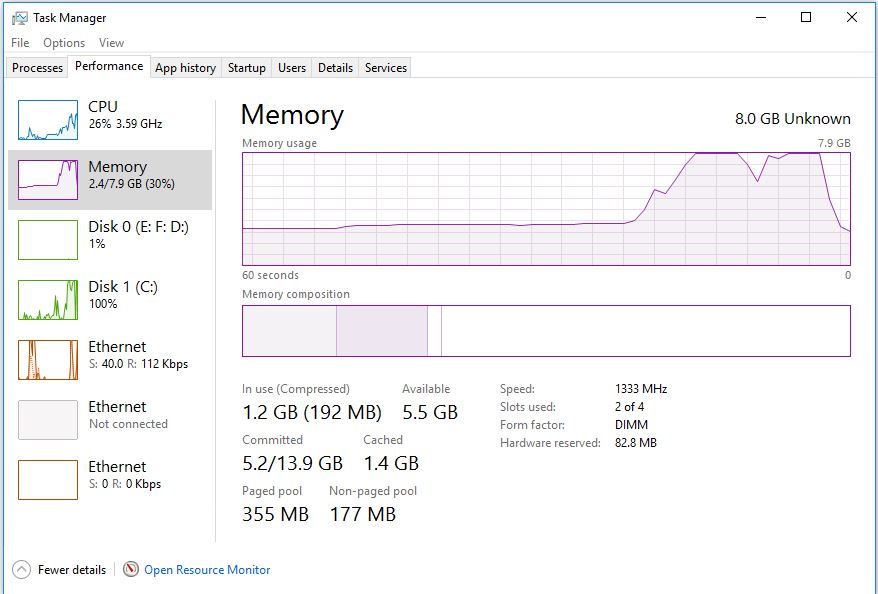 Task Manager
File Options View
Processes Performance App history Startup Users Details Services
CPU
26% 3.59 GHz
Memory
2.4/7.9 GB (30%)
Disk 0 (E: F: D:)
1%
Disk 1 (C:)
100%
Ethernet
S: 40.0 R: 112 Kbps
Ethernet
Not connected
Ethernet
S: 0 R: 0 Kbps
Memory 8.0 GB Unknown
Memory usage 7.9 GB
60 seconds 0
Memory composition
In use (Compressed) Available
1.2 GB (192 MB) 5.5 GB
Committed Cached
5.2/13.9 GB 1.4 GB
Paged pool Non-paged pool
355 MB 177 MB
Speed: 1333 MHz
Slots used: 2 of 4
Form factor: DIMM
Hardware reserved: 82.8 MB
Fewer details Open Resource Monitor